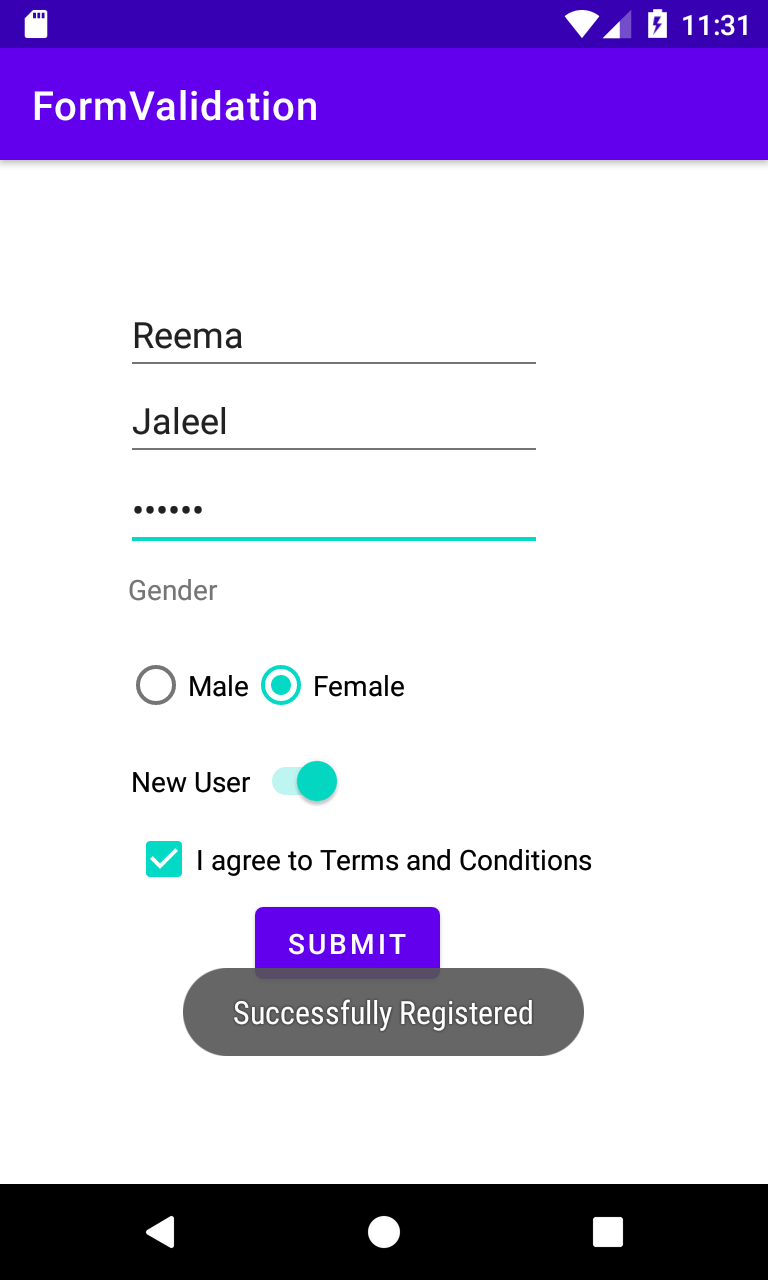 11:31
FormValidation
Reema
Jaleel
••••••
Gender
Male Female
New User
I agree to Terms and Conditions
SUBMIT
Successfully Registered